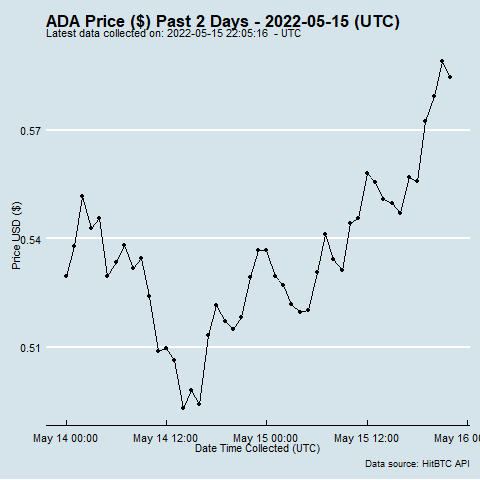 ADA Price ($) Past 2 Days - 2022-05-15 (UTC)
Latest data collected on: 2022-05-15 22:05:16 - UTC
0.57
0.54
0.51
Price USD ($)
May 14 00:00 May 14 12:00 May 15 00:00 May 15 12:00 May 16 0
Date Time Collected (UTC)
Data source: HitBTC API